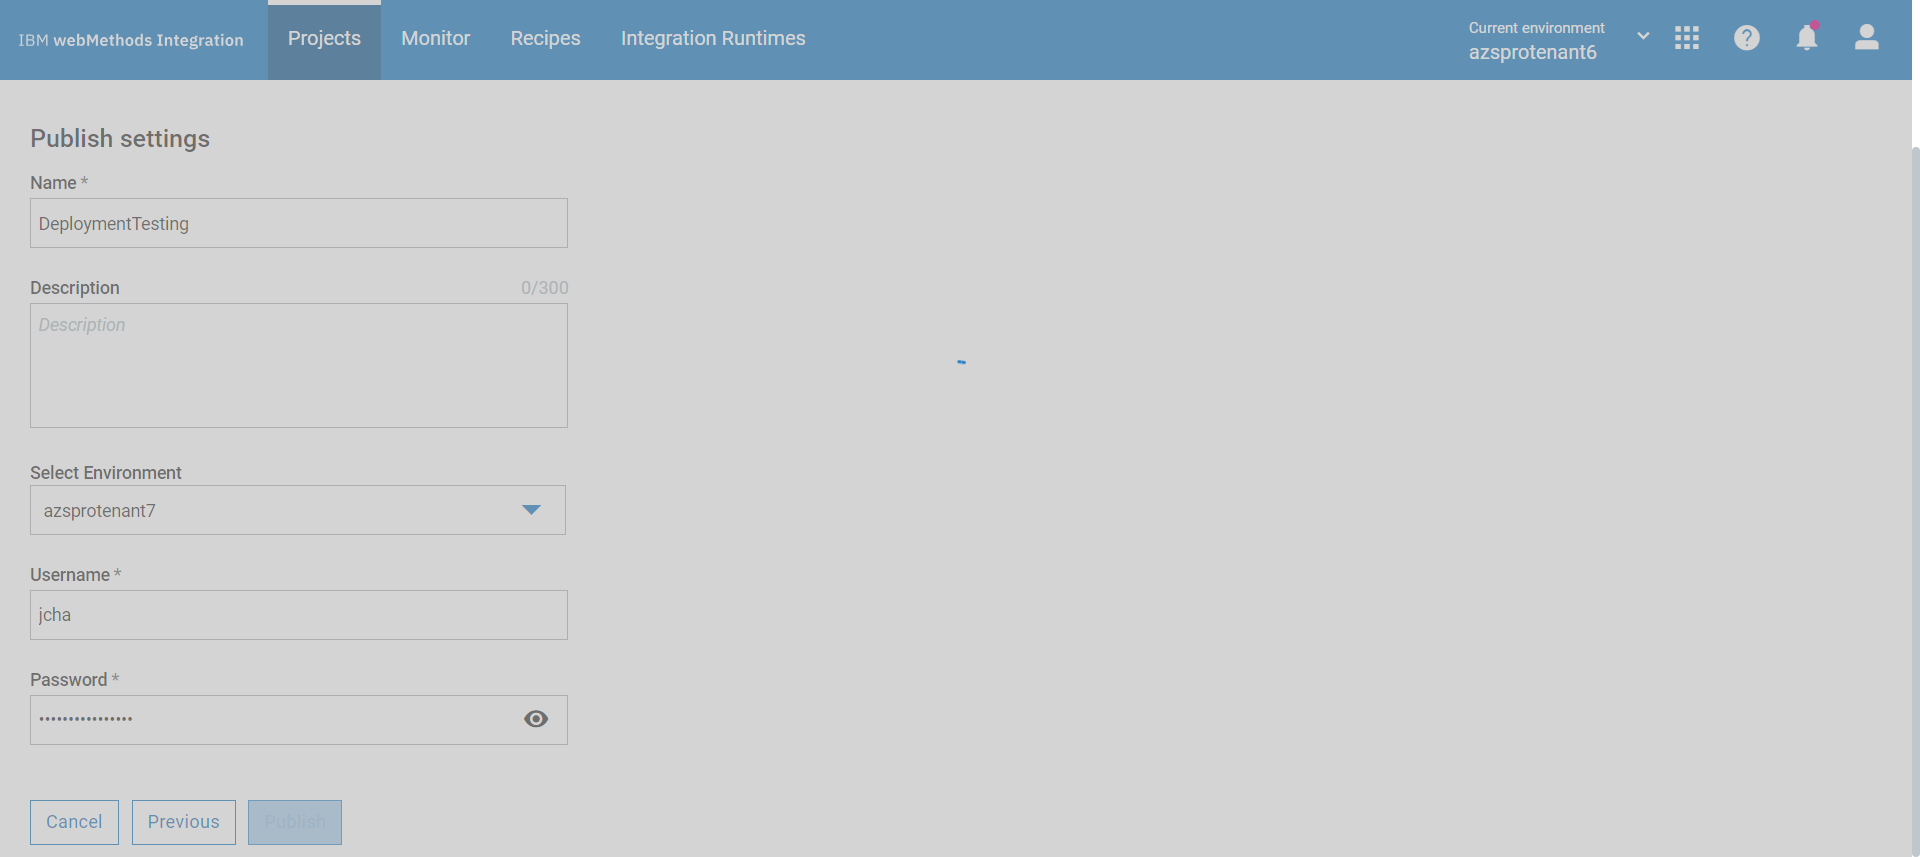 IBM webMethods Integration
Projects
Monitor
Recipes
Integration Runtimes
Current environment
azsprotenant6
Publish settings
Name *
DeploymentTesting
Description 0/300
Description
Select Environment
azsprotenant7
Username *
jcha
Password *
••••••••••••••••
Cancel
Previous
Publish